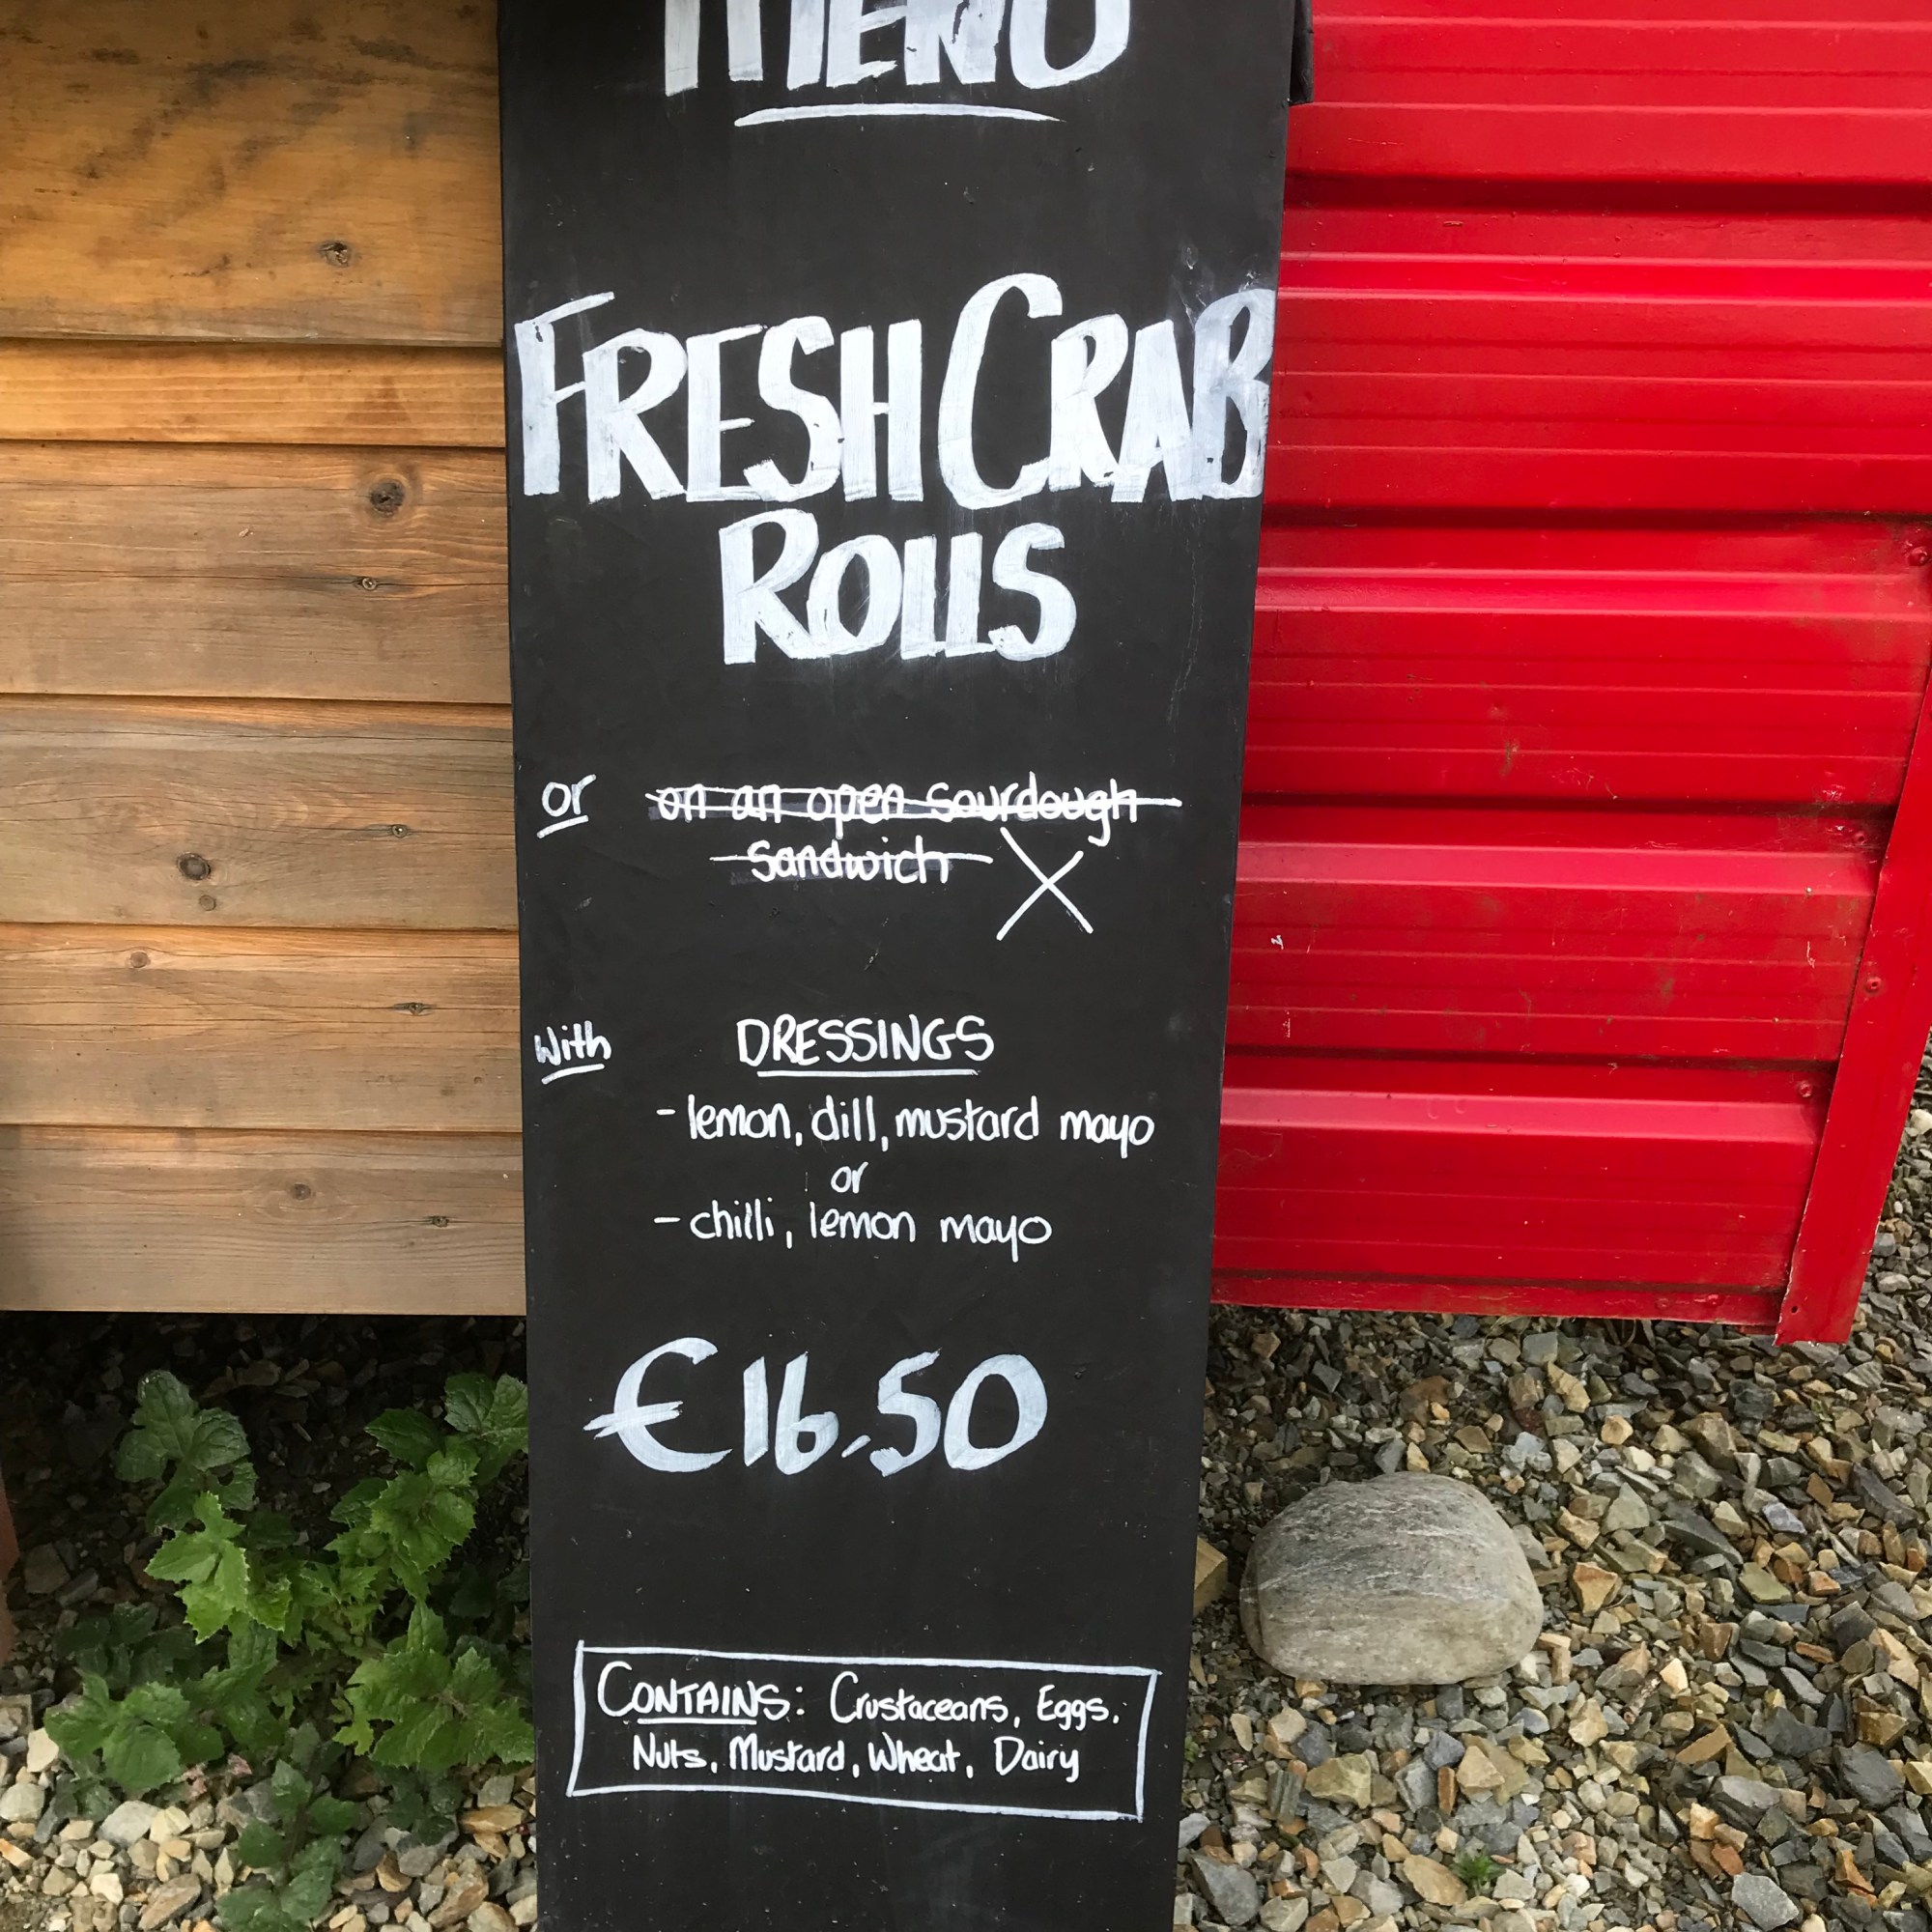 MENU
FRESH CRAB
ROLLS
or on an open sourdough
sandwich X
With DRESSINGS
- lemon, dill, mustard mayo
or
- chilli, lemon mayo
€16.50
CONTAINS: Crustaceans, Eggs,
Nuts, Mustard, Wheat, Dairy